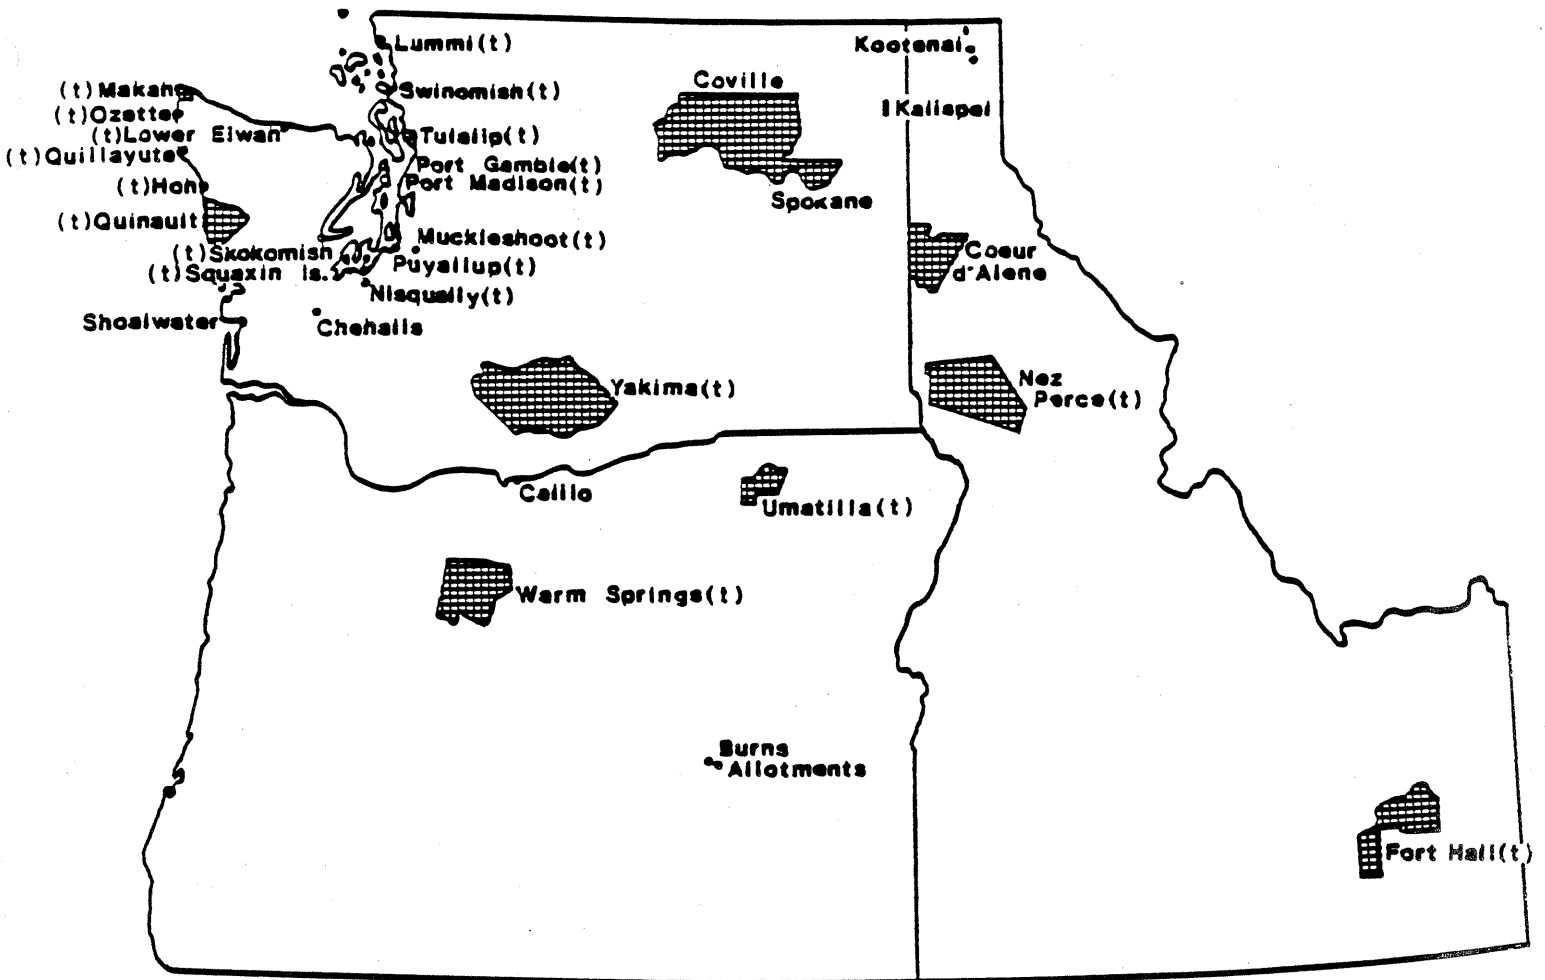 Lummi(t)
Kootenai
Coville
(t)Makah
Swinomish(t)
(t)Ozette
Kalispel
(t)Lower Elwah
Tulalip(t)
(t)Quillayute
Port Gamble(t)
(t)Hoh
Port Madison(t)
Spokane
(t)Quinault
Muckleshoot(t)
(t)Skokomish
Coeur
d'Alene
Puyallup(t)
(t)Squaxin Is.
Nisqually(t)
Shoalwater
Chehalis
Yakima(t)
Nez
Perce(t)
Celilo
Umatilla(t)
Warm Springs(t)
Burns
Allotments
Fort Hall(t)